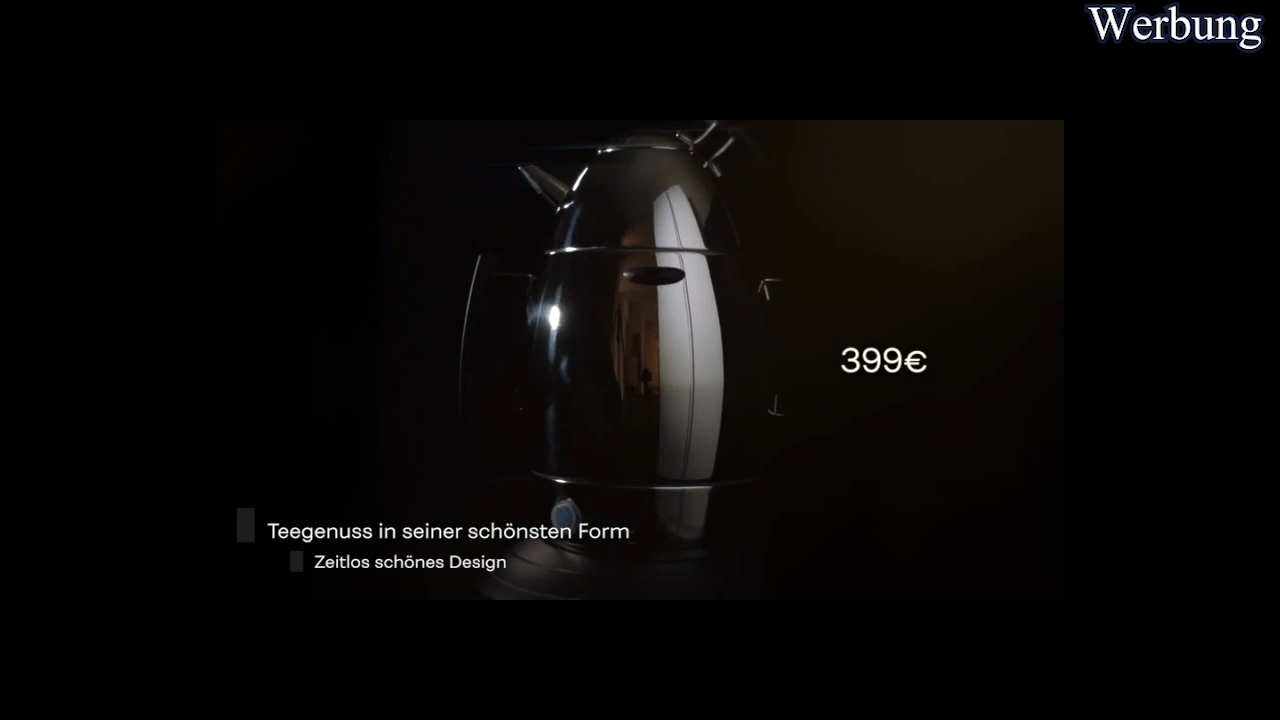 Werbung
399€
Teegenuss in seiner schönsten Form
Zeitlos schönes Design